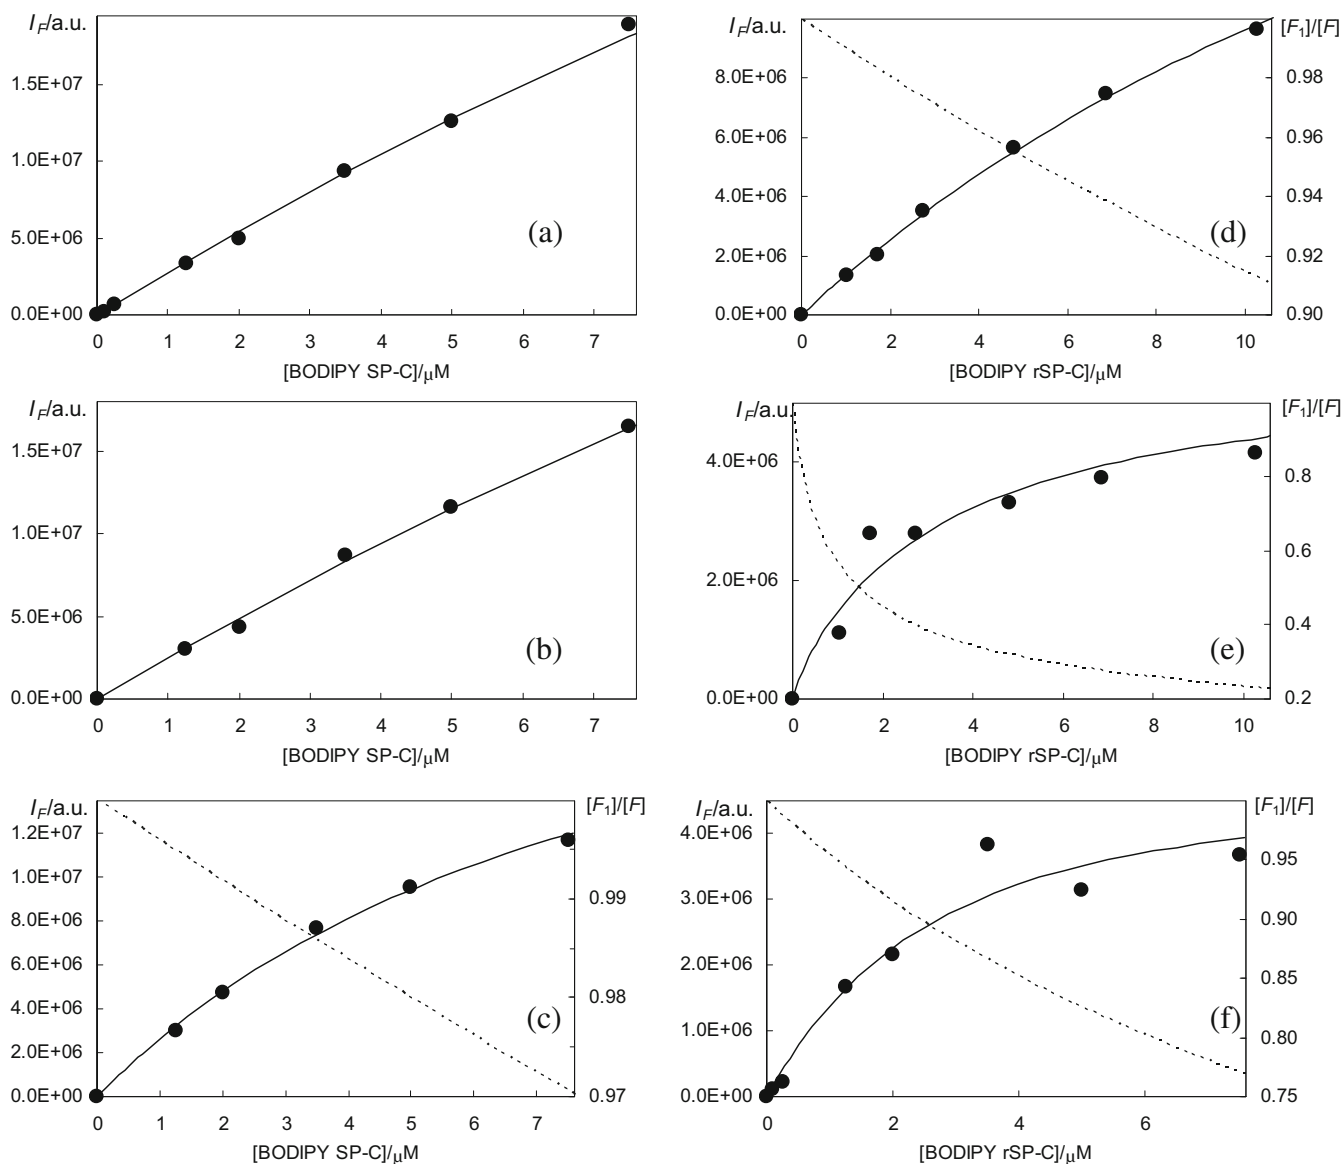 I_F/a.u.
1.5E+07
1.0E+07
5.0E+06
0.0E+00
(a)
0 1 2 3 4 5 6 7
[BODIPY SP-C]/μM
I_F/a.u.
[F₁]/[F]
8.0E+06
6.0E+06
4.0E+06
2.0E+06
0.0E+00
0.98
0.96
0.94
0.92
0.90
(d)
0 2 4 6 8 10
[BODIPY rSP-C]/μM
I_F/a.u.
1.5E+07
1.0E+07
5.0E+06
0.0E+00
(b)
0 1 2 3 4 5 6 7
[BODIPY SP-C]/μM
I_F/a.u.
[F₁]/[F]
4.0E+06
2.0E+06
0.0E+00
0.8
0.6
0.4
0.2
(e)
0 2 4 6 8 10
[BODIPY rSP-C]/μM
I_F/a.u.
[F₁]/[F]
1.2E+07
1.0E+07
8.0E+06
6.0E+06
4.0E+06
2.0E+06
0.0E+00
0.99
0.98
0.97
(c)
0 1 2 3 4 5 6 7
[BODIPY SP-C]/μM
I_F/a.u.
[F₁]/[F]
4.0E+06
3.0E+06
2.0E+06
1.0E+06
0.0E+00
0.95
0.90
0.85
0.80
0.75
(f)
0 2 4 6
[BODIPY rSP-C]/μM